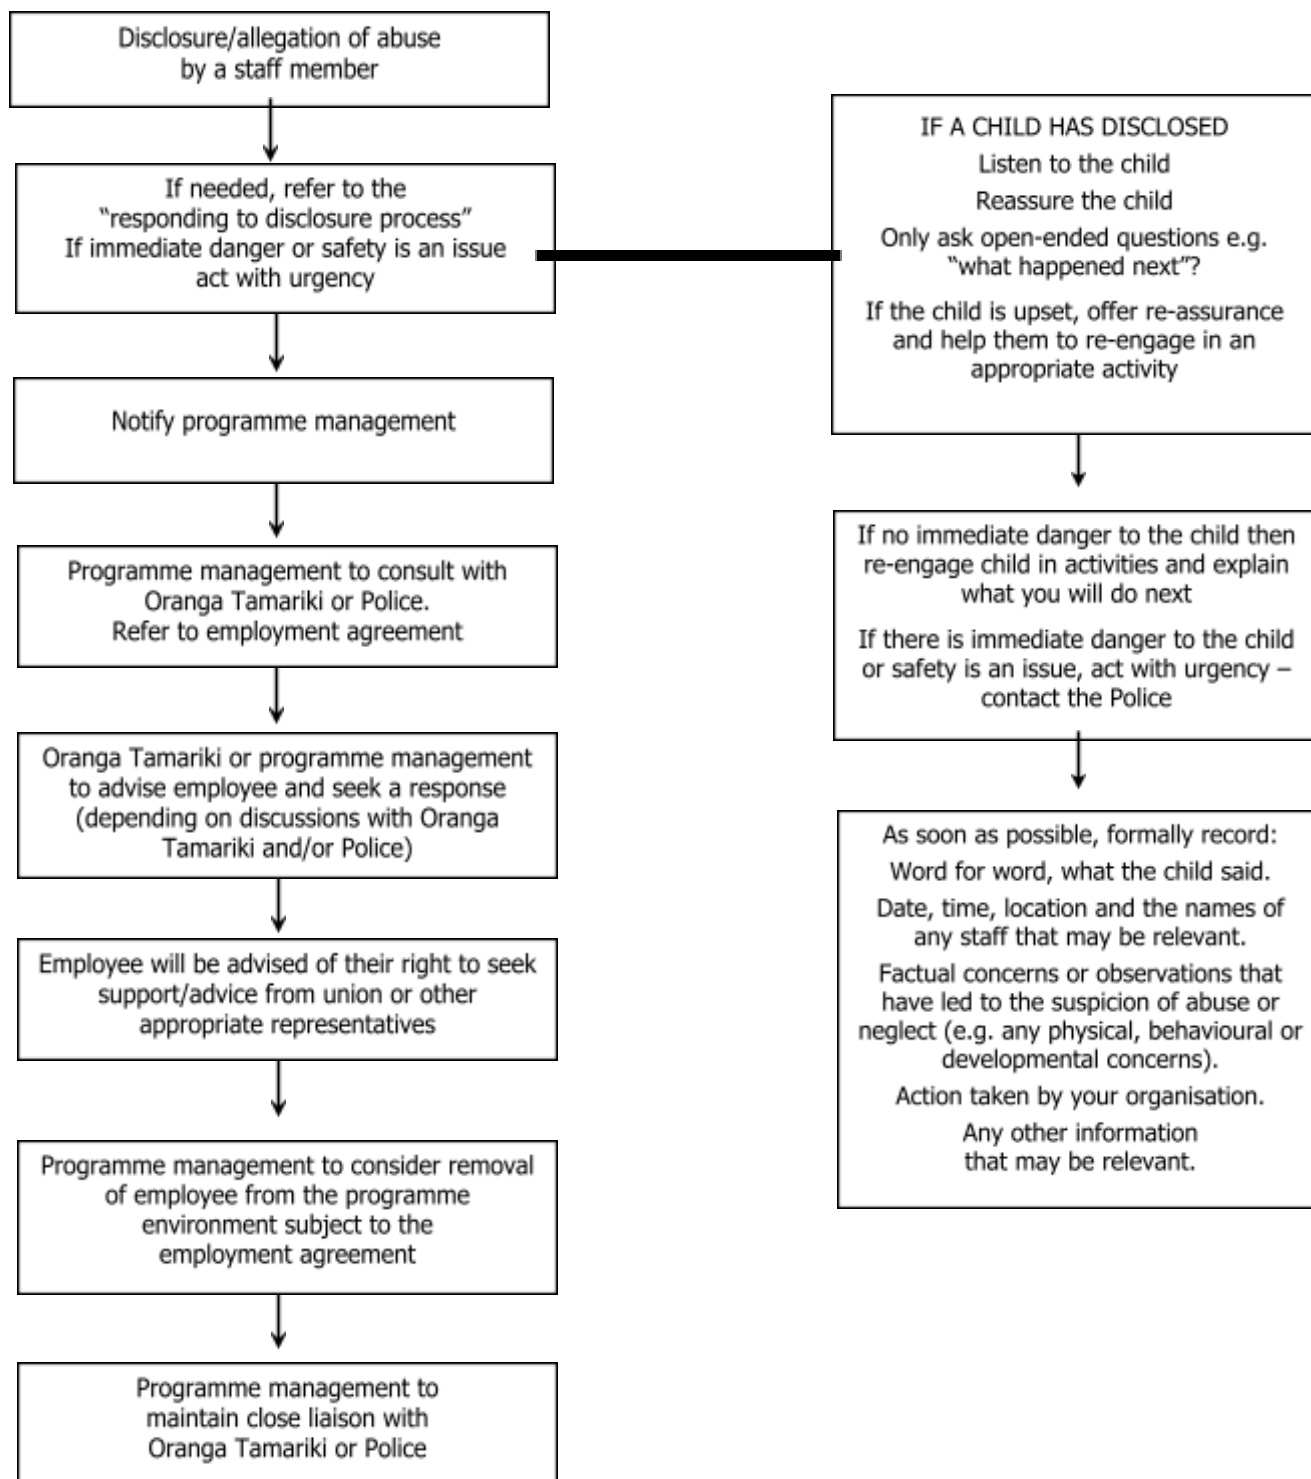 Disclosure/allegation of abuse
by a staff member
If needed, refer to the
“responding to disclosure process”
If immediate danger or safety is an issue
act with urgency
Notify programme management
Programme management to consult with
Oranga Tamariki or Police.
Refer to employment agreement
Oranga Tamariki or programme management
to advise employee and seek a response
(depending on discussions with Oranga
Tamariki and/or Police)
Employee will be advised of their right to seek
support/advice from union or other
appropriate representatives
Programme management to consider removal
of employee from the programme
environment subject to the
employment agreement
Programme management to
maintain close liaison with
Oranga Tamariki or Police
IF A CHILD HAS DISCLOSED
Listen to the child
Reassure the child
Only ask open-ended questions e.g.
“what happened next”?
If the child is upset, offer re-assurance
and help them to re-engage in an
appropriate activity
If no immediate danger to the child then
re-engage child in activities and explain
what you will do next
If there is immediate danger to the child
or safety is an issue, act with urgency –
contact the Police
As soon as possible, formally record:
Word for word, what the child said.
Date, time, location and the names of
any staff that may be relevant.
Factual concerns or observations that
have led to the suspicion of abuse or
neglect (e.g. any physical, behavioural or
developmental concerns).
Action taken by your organisation.
Any other information
that may be relevant.